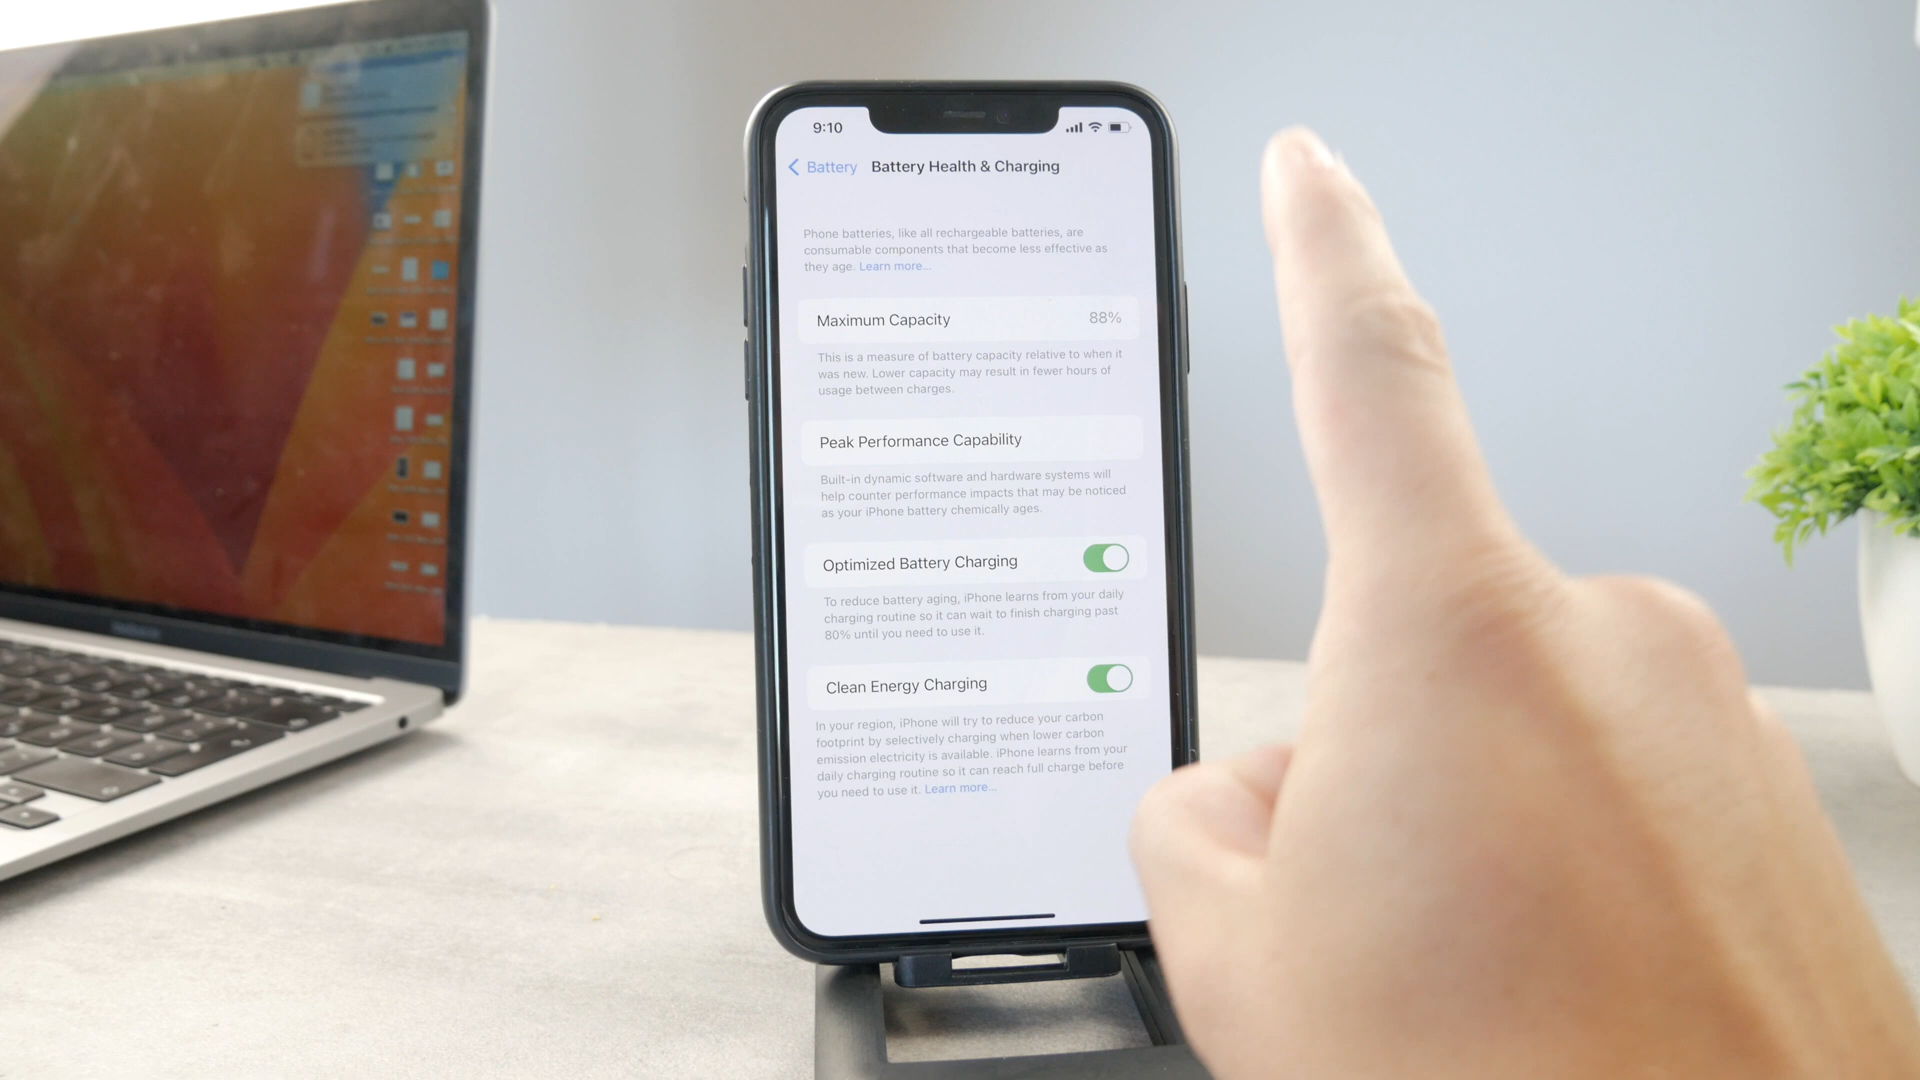 9:10
Battery
Battery Health & Charging
Phone batteries, like all rechargeable batteries, are
consumable components that become less effective as
they age. Learn more...
Maximum Capacity
88%
This is a measure of battery capacity relative to when it
was new. Lower capacity may result in fewer hours of
usage between charges.
Peak Performance Capability
Built-in dynamic software and hardware systems will
help counter performance impacts that may be noticed
as your iPhone battery chemically ages.
Optimized Battery Charging
To reduce battery aging, iPhone learns from your daily
charging routine so it can wait to finish charging past
80% until you need to use it.
Clean Energy Charging
In your region, iPhone will try to reduce your carbon
footprint by selectively charging when lower carbon
emission electricity is available. iPhone learns from your
daily charging routine so it can reach full charge before
you need to use it. Learn more...